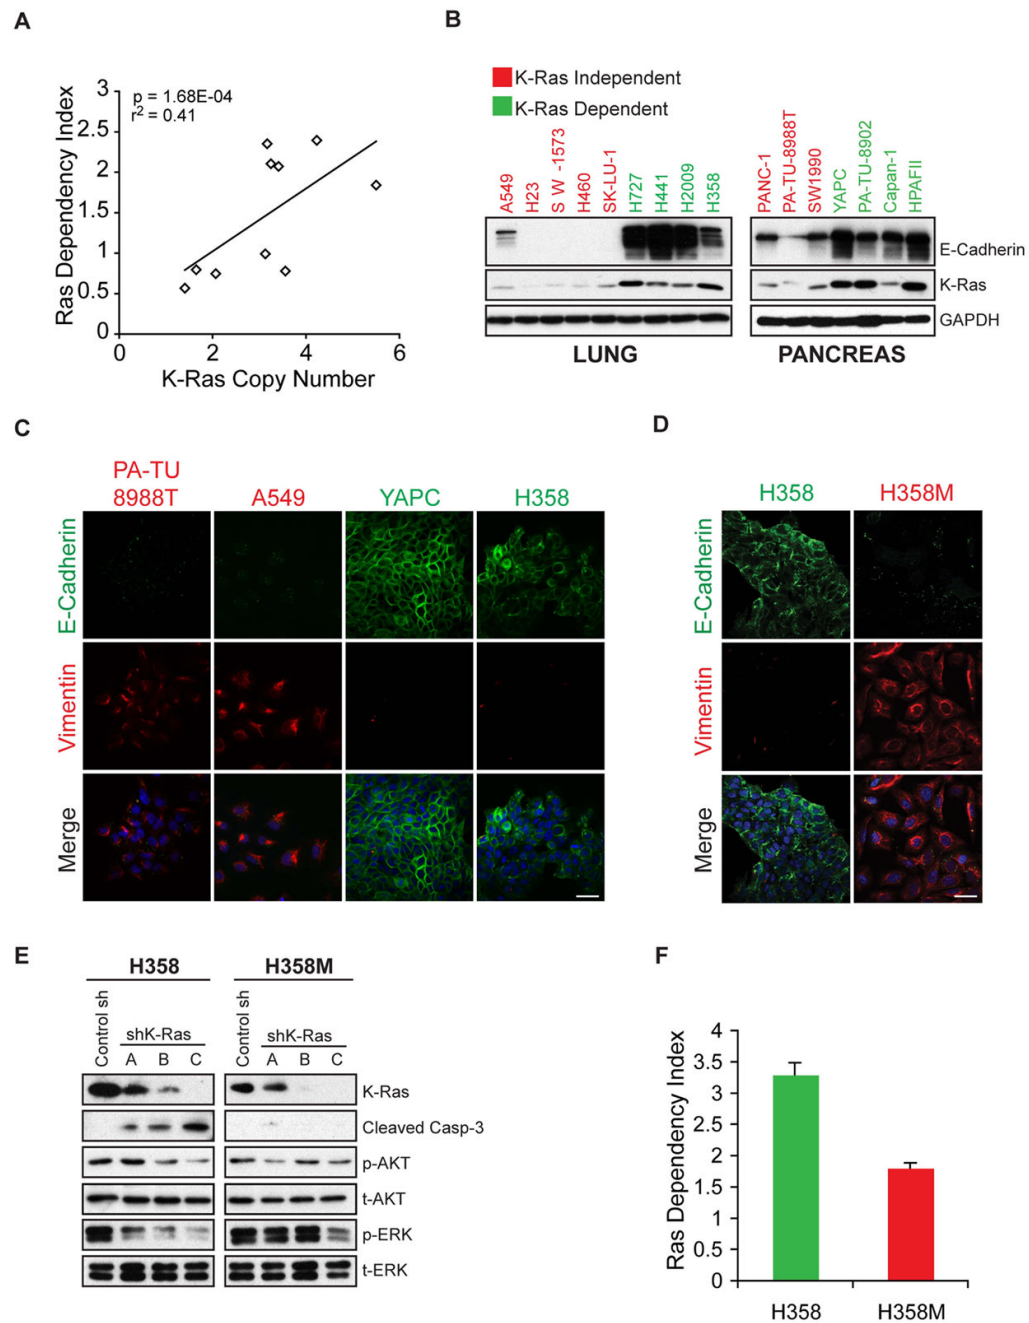 A
p = 1.68E-04
r² = 0.41
Ras Dependency Index
3
2.5
2
1.5
1
0.5
0
0 2 4 6
K-Ras Copy Number
B
K-Ras Independent
K-Ras Dependent
A549
H23
S W -1573
H460
SK-LU-1
H727
H441
H2009
H358
PANC-1
PA-TU-8988T
SW1990
YAPC
PA-TU-8902
Capan-1
HPAFII
E-Cadherin
K-Ras
GAPDH
LUNG
PANCREAS
C
PA-TU
8988T
A549
YAPC
H358
E-Cadherin
Vimentin
Merge
D
H358
H358M
E-Cadherin
Vimentin
Merge
E
H358
H358M
Control sh
shK-Ras
A B C
Control sh
shK-Ras
A B C
K-Ras
Cleaved Casp-3
p-AKT
t-AKT
p-ERK
t-ERK
F
Ras Dependency Index
4
3.5
3
2.5
2
1.5
1
0.5
0
H358
H358M